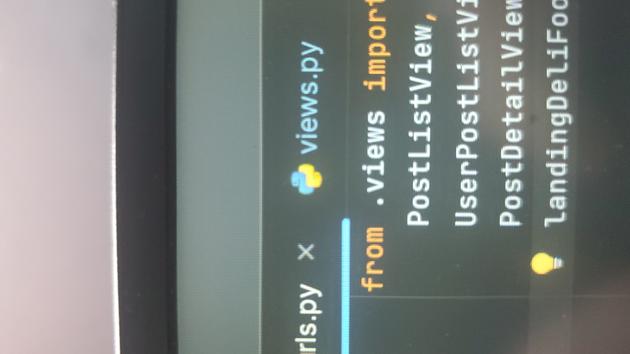 rls.py × views.py
from .views import
PostListView,
UserPostListVi
PostDetailView
landingDeliFoo